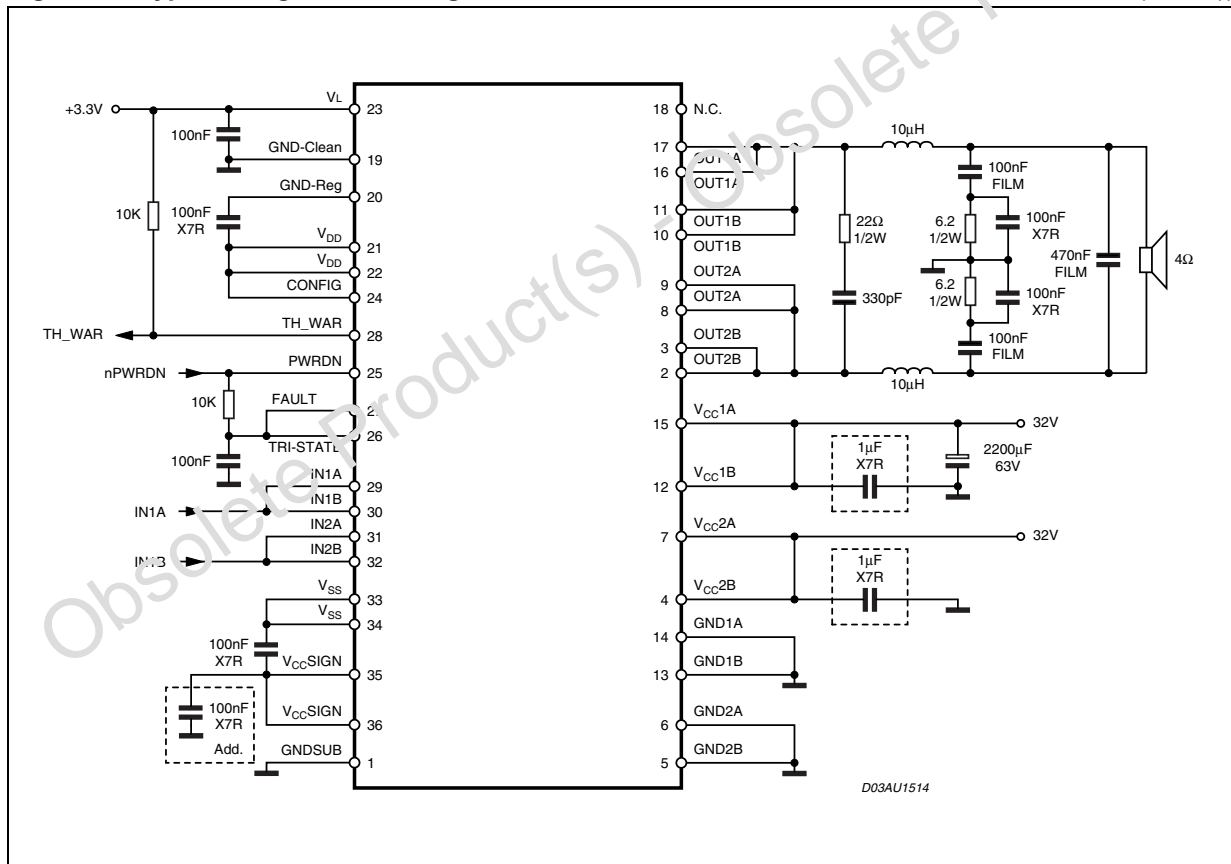 +3.3V
100nF
10K
100nF
X7R
VL
GND-Clean
GND-Reg
VDD
VDD
CONFIG
TH_WAR
TH_WAR
nPWRDN
PWRDN
10K
FAULT
TRI-STATE
100nF
IN1A
IN1B
IN2A
IN2B
IN1A
IN1B
VSS
VSS
100nF
X7R
VCCSIGN
VCCSIGN
100nF
X7R
Add.
GNDSUB
23
19
20
21
22
24
28
25
26
29
30
31
32
33
34
35
36
1
18
17
16
11
10
9
8
3
2
15
12
7
4
14
13
6
5
N.C.
OUT1A
OUT1A
OUT1B
OUT1B
OUT2A
OUT2A
OUT2B
OUT2B
VCC1A
VCC1B
VCC2A
VCC2B
GND1A
GND1B
GND2A
GND2B
10µH
22Ω
1/2W
330pF
10µH
100nF
FILM
6.2
1/2W
100nF
X7R
6.2
1/2W
100nF
X7R
100nF
FILM
470nF
FILM
4Ω
32V
1µF
X7R
2200µF
63V
32V
1µF
X7R
D03AU1514
Obsolete Product(s) - Obsolete